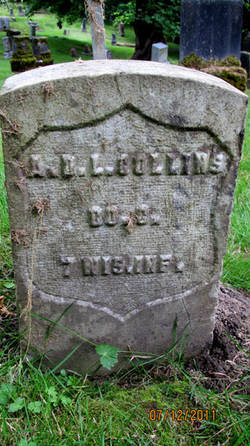 A.D.L. COLLINS
CO. G.
7 WIS. INF.
07/12/2011